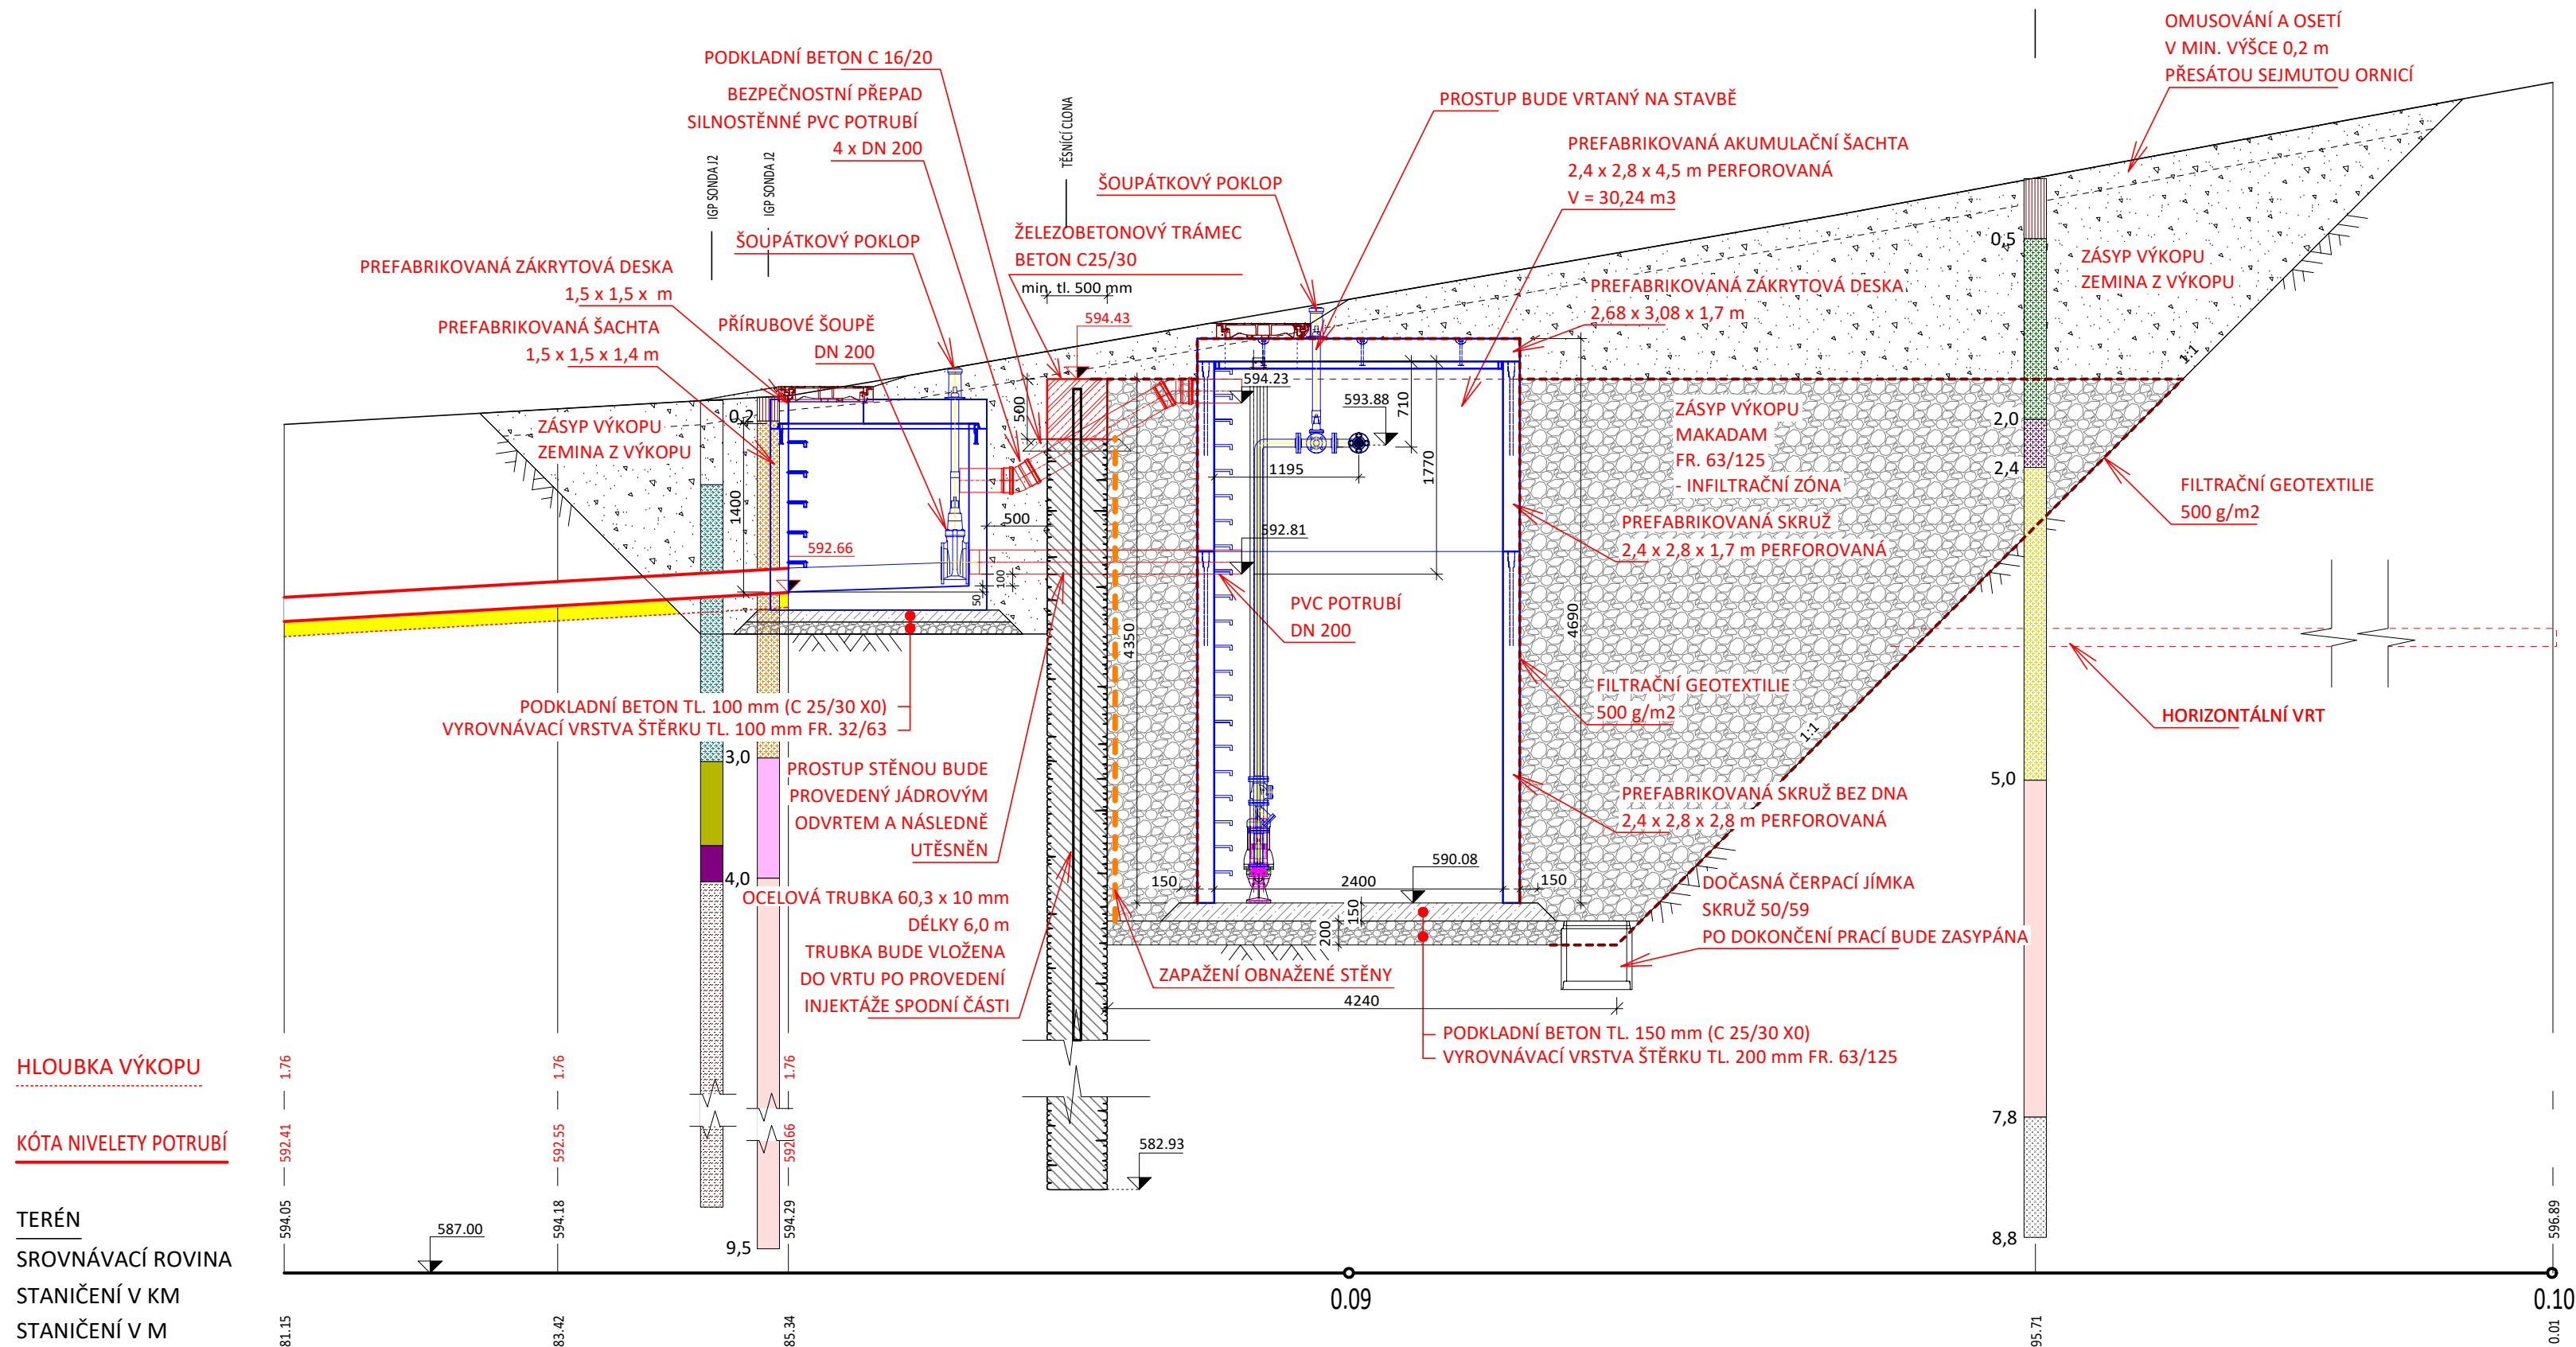 OMUSOVÁNÍ A OSETÍ
V MIN. VÝŠCE 0,2 m
PŘESÁTOU SEJMUTOU ORNICÍ
PODKLADNÍ BETON C 16/20
BEZPEČNOSTNÍ PŘEPAD
SILNOSTĚNNÉ PVC POTRUBÍ
4 x DN 200
PROSTUP BUDE VRTANÝ NA STAVBĚ
PREFABRIKOVANÁ AKUMULAČNÍ ŠACHTA
2,4 x 2,8 x 4,5 m PERFOROVANÁ
V = 30,24 m3
IGP SONDA J2
IGP SONDA J2
TĚSNÍCÍ CLONA
ŠOUPÁTKOVÝ POKLOP
ŠOUPÁTKOVÝ POKLOP
ŽELEZOBETONOVÝ TRÁMEC
BETON C25/30
min. tl. 500 mm
594.43
PREFABRIKOVANÁ ZÁKRYTOVÁ DESKA
1,5 x 1,5 x  m
PREFABRIKOVANÁ ŠACHTA
1,5 x 1,5 x 1,4 m
PŘÍRUBOVÉ ŠOUPĚ
DN 200
PREFABRIKOVANÁ ZÁKRYTOVÁ DESKA
2,68 x 3,08 x 1,7 m
ZÁSYP VÝKOPU
ZEMINA Z VÝKOPU
0,5
1:1
594.23
593.88
710
500
0,2
ZÁSYP VÝKOPU
ZEMINA Z VÝKOPU
ZÁSYP VÝKOPU
MAKADAM
FR. 63/125
- INFILTRAČNÍ ZÓNA
2,0
2,4
1195
1770
1400
500
592.81
592.66
100
50
FILTRAČNÍ GEOTEXTILIE
500 g/m2
PREFABRIKOVANÁ SKRUŽ
2,4 x 2,8 x 1,7 m PERFOROVANÁ
PVC POTRUBÍ
DN 200
4350
4690
FILTRAČNÍ GEOTEXTILIE
500 g/m2
1:1
HORIZONTÁLNÍ VRT
PODKLADNÍ BETON TL. 100 mm (C 25/30 X0)
VYROVNÁVACÍ VRSTVA ŠTĚRKU TL. 100 mm FR. 32/63
3,0
5,0
PROSTUP STĚNOU BUDE
PROVEDENÝ JÁDROVÝM
ODVRTEM A NÁSLEDNĚ
UTĚSNĚN
PREFABRIKOVANÁ SKRUŽ BEZ DNA
2,4 x 2,8 x 2,8 m PERFOROVANÁ
590.08
4,0
150
2400
150
150
200
OCELOVÁ TRUBKA 60,3 x 10 mm
DÉLKY 6,0 m
TRUBKA BUDE VLOŽENA
DO VRTU PO PROVEDENÍ
INJEKTÁŽE SPODNÍ ČÁSTI
DOČASNÁ ČERPACÍ JÍMKA
SKRUŽ 50/59
PO DOKONČENÍ PRACÍ BUDE ZASYPÁNA
ZAPAŽENÍ OBNAŽENÉ STĚNY
4240
PODKLADNÍ BETON TL. 150 mm (C 25/30 X0)
VYROVNÁVACÍ VRSTVA ŠTĚRKU TL. 200 mm FR. 63/125
7,8
582.93
8,8
9,5
HLOUBKA VÝKOPU
1.76
1.76
1.76
KÓTA NIVELETY POTRUBÍ
592.41
592.55
592.66
TERÉN
594.05
594.18
594.29
596.89
587.00
SROVNÁVACÍ ROVINA
STANIČENÍ V KM
0.09
0.10
STANIČENÍ V M
81.15
83.42
85.34
95.71
0.01